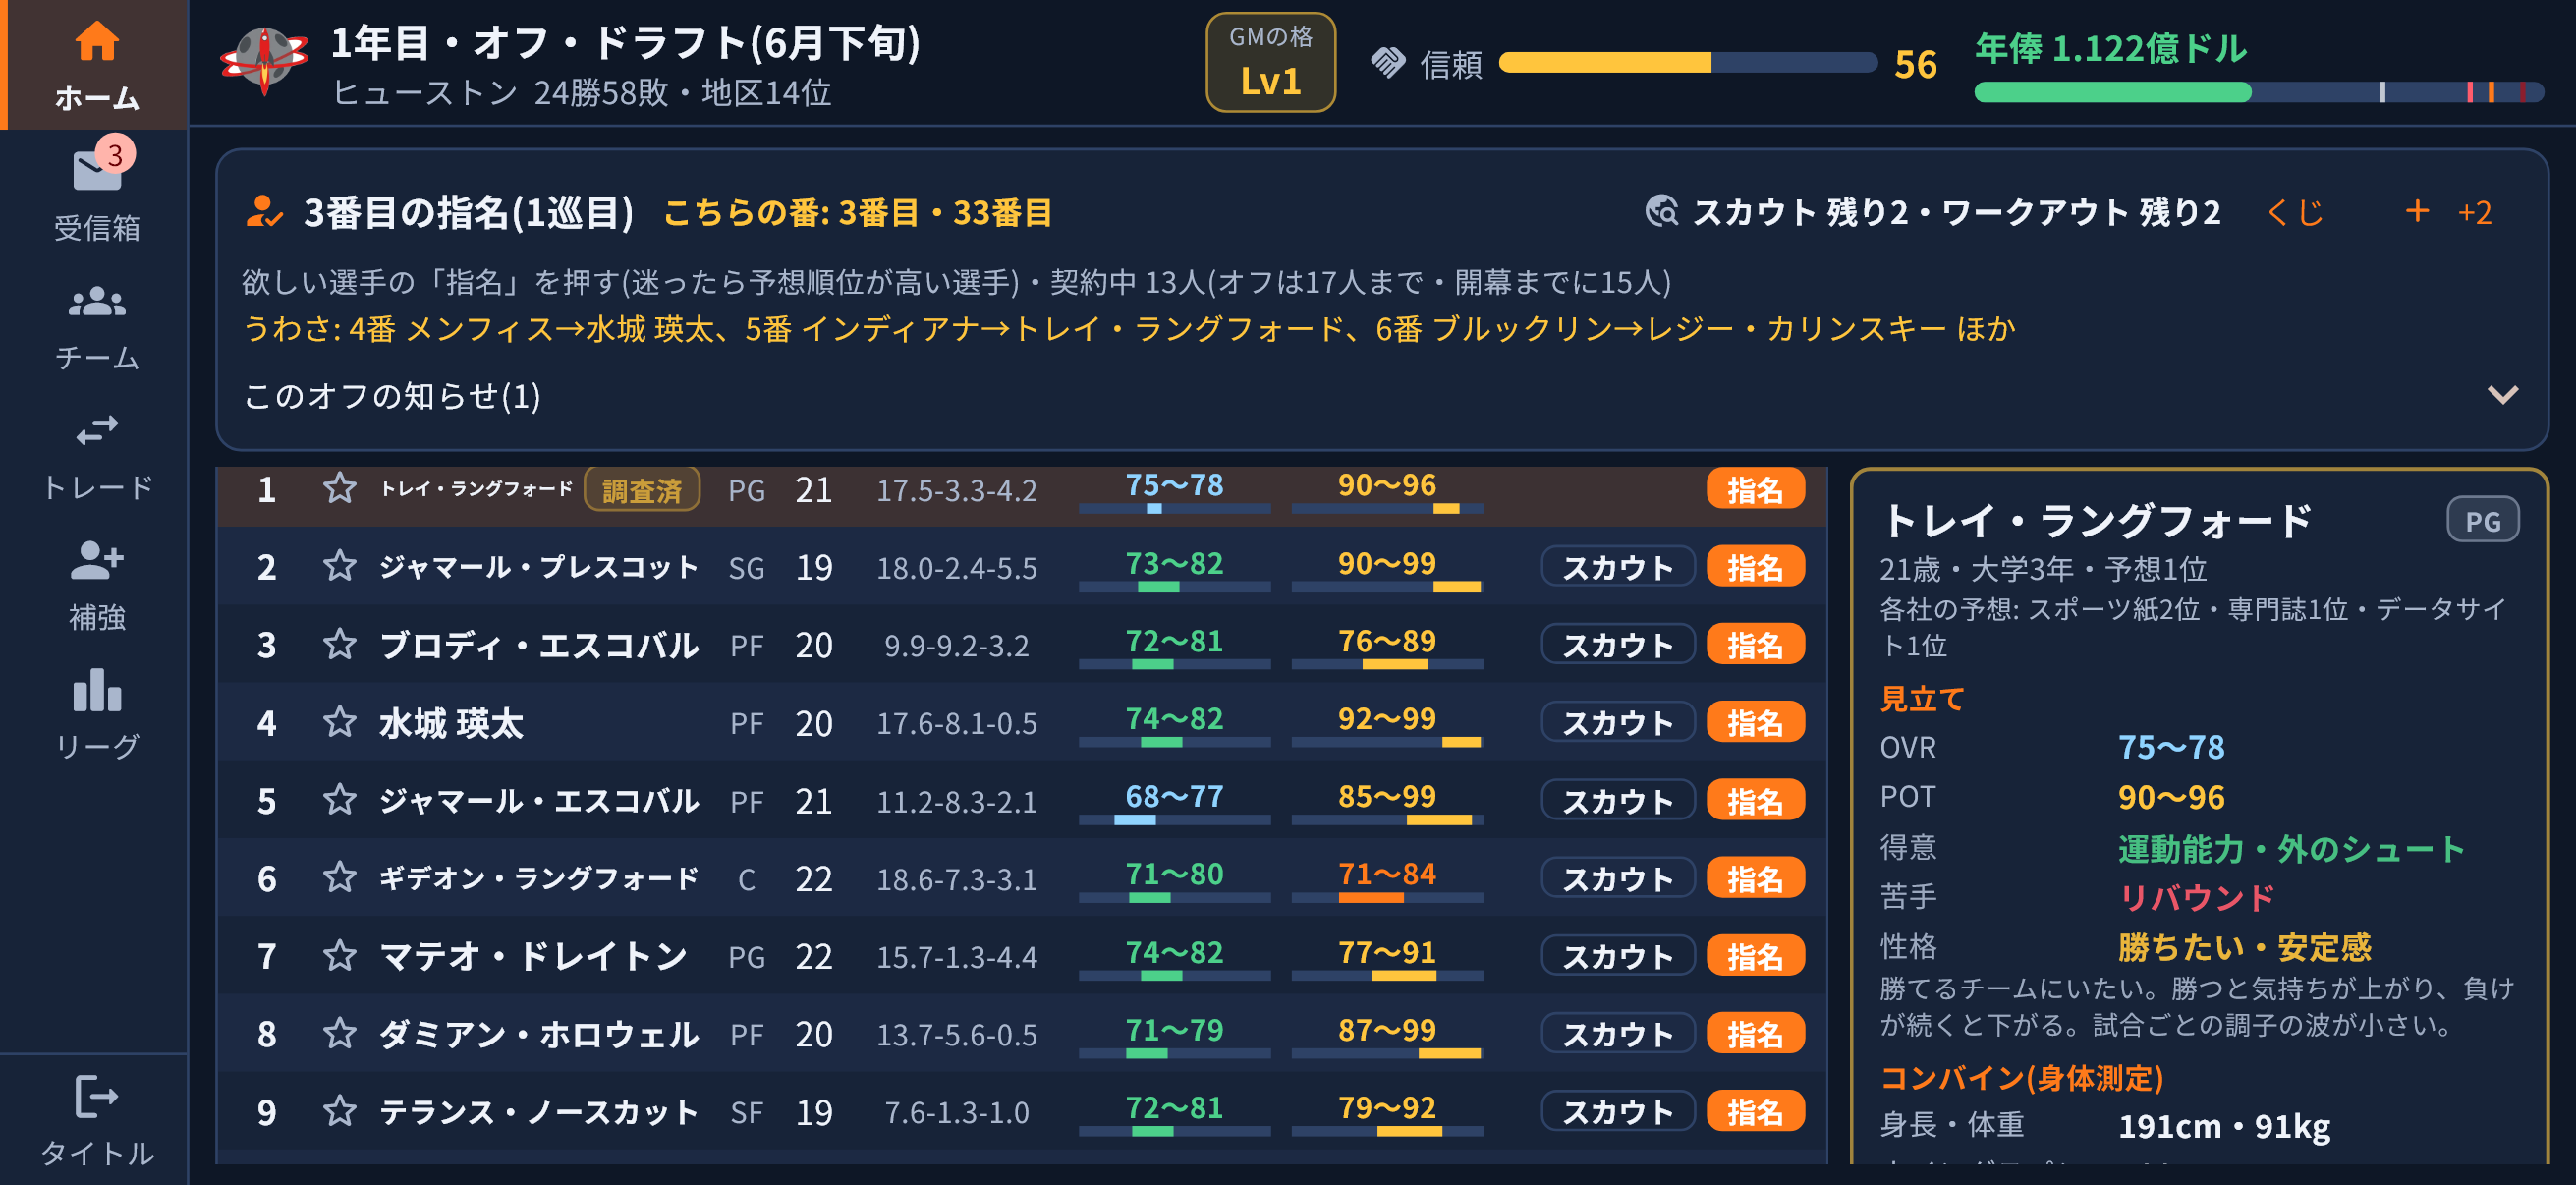 ホーム
3
受信箱
チーム
トレード
補強
リーグ
タイトル
1年目・オフ・ドラフト(6月下旬)
ヒューストン 24勝58敗・地区14位
GMの格
Lv1
信頼
56
年俸 1.122億ドル
3番目の指名(1巡目) こちらの番: 3番目・33番目
スカウト 残り2・ワークアウト 残り2 くじ + +2
欲しい選手の「指名」を押す(迷ったら予想順位が高い選手)・契約中 13人(オフは17人まで・開幕までに15人)
うわさ: 4番 メンフィス→水城 瑛太、5番 インディアナ→トレイ・ラングフォード、6番 ブルックリン→レジー・カリンスキー ほか
このオフの知らせ(1)
1 トレイ・ラングフォード 調査済 PG 21 17.5-3.3-4.2 75〜78 90〜96 指名
2 ジャマール・プレスコット SG 19 18.0-2.4-5.5 73〜82 90〜99 スカウト 指名
3 ブロディ・エスコバル PF 20 9.9-9.2-3.2 72〜81 76〜89 スカウト 指名
4 水城 瑛太 PF 20 17.6-8.1-0.5 74〜82 92〜99 スカウト 指名
5 ジャマール・エスコバル PF 21 11.2-8.3-2.1 68〜77 85〜99 スカウト 指名
6 ギデオン・ラングフォード C 22 18.6-7.3-3.1 71〜80 71〜84 スカウト 指名
7 マテオ・ドレイトン PG 22 15.7-1.3-4.4 74〜82 77〜91 スカウト 指名
8 ダミアン・ホロウェル PF 20 13.7-5.6-0.5 71〜79 87〜99 スカウト 指名
9 テランス・ノースカット SF 19 7.6-1.3-1.0 72〜81 79〜92 スカウト 指名
トレイ・ラングフォード PG
21歳・大学3年・予想1位
各社の予想: スポーツ紙2位・専門誌1位・データサイ
ト1位
見立て
OVR 75〜78
POT 90〜96
得意 運動能力・外のシュート
苦手 リバウンド
性格 勝ちたい・安定感
勝てるチームにいたい。勝つと気持ちが上がり、負け
が続くと下がる。試合ごとの調子の波が小さい。
コンバイン(身体測定)
身長・体重 191cm・91kg